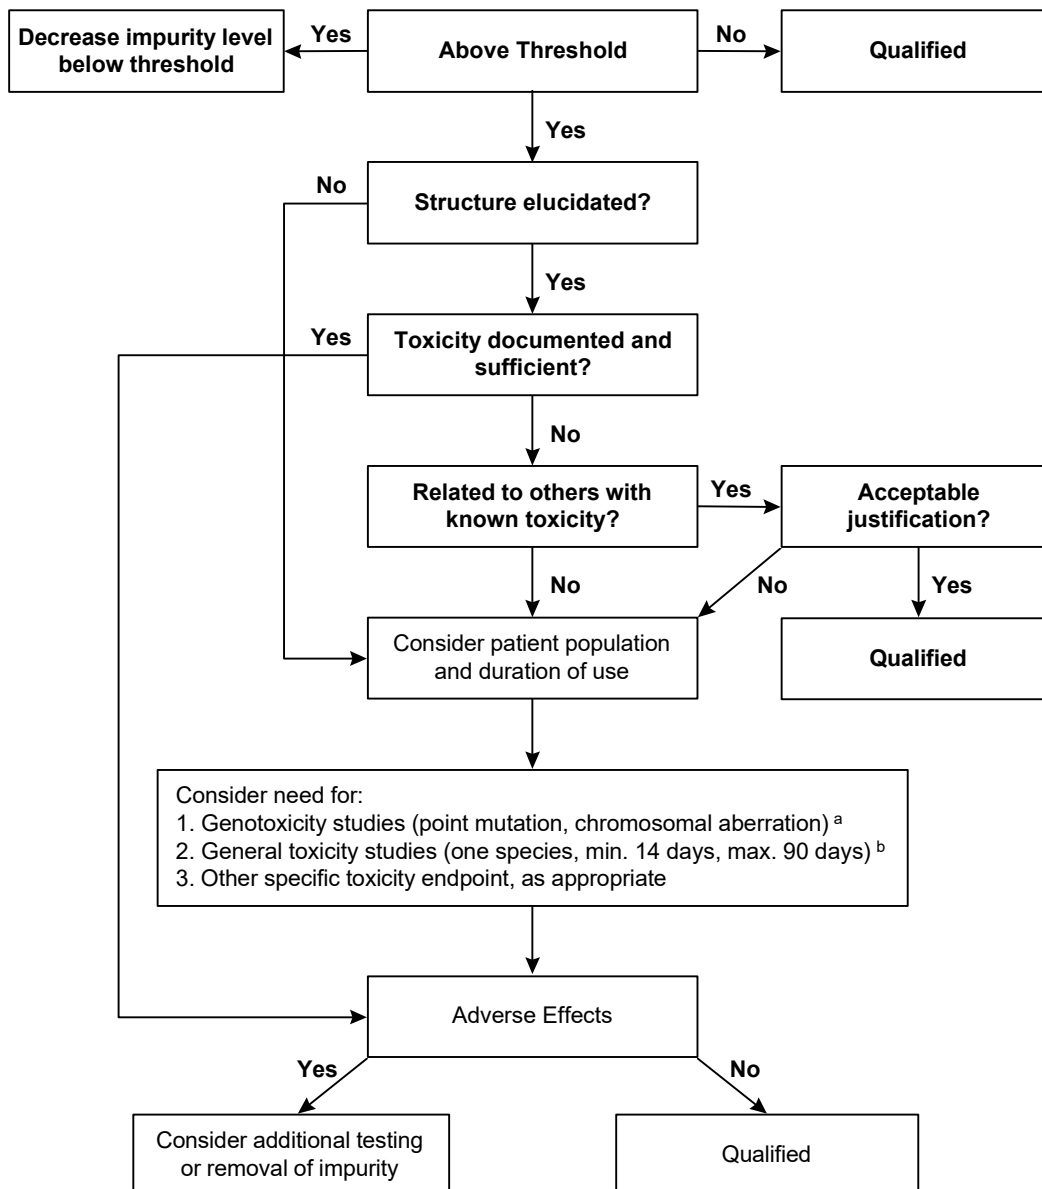 Decrease impurity level
below threshold
Yes
Above Threshold
No
Qualified
Yes
No
Structure elucidated?
Yes
Yes
Toxicity documented and
sufficient?
No
Related to others with
known toxicity?
Yes
Acceptable
justification?
No
No
Yes
Consider patient population
and duration of use
Qualified
Consider need for:
1. Genotoxicity studies (point mutation, chromosomal aberration) a
2. General toxicity studies (one species, min. 14 days, max. 90 days) b
3. Other specific toxicity endpoint, as appropriate
Adverse Effects
Yes
No
Consider additional testing
or removal of impurity
Qualified